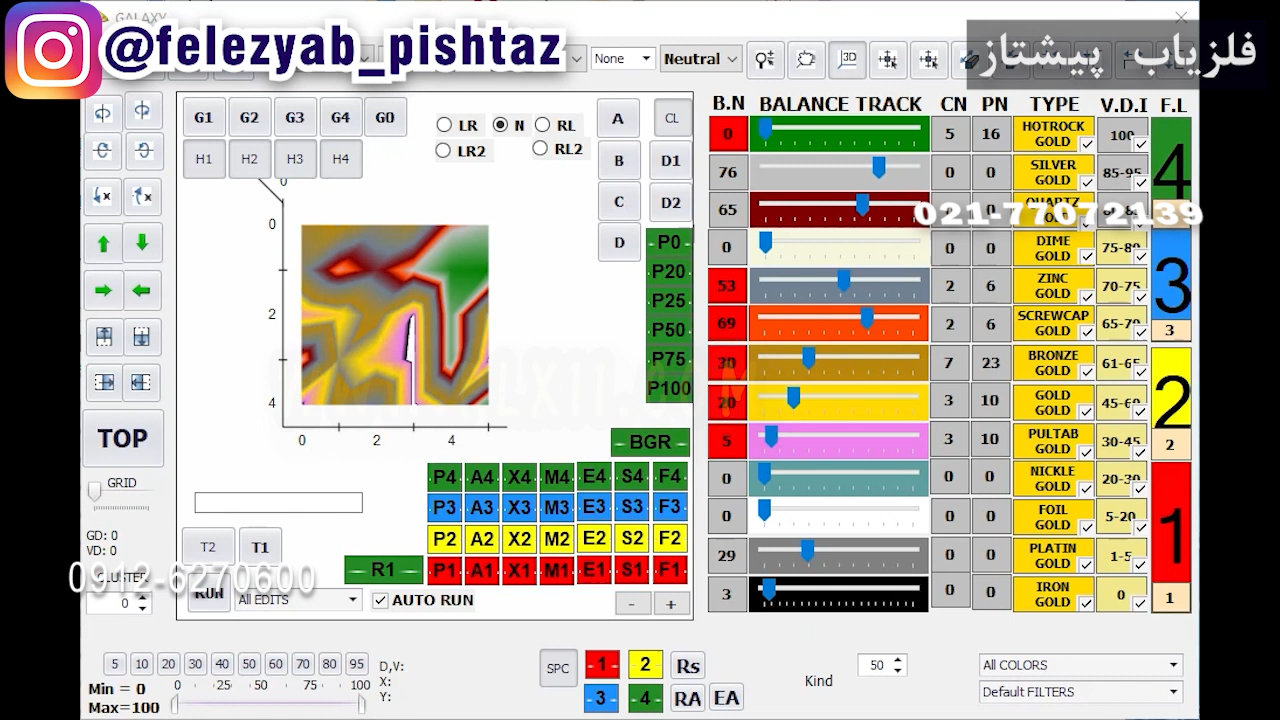 GALAXY
@felezyab_pishtaz
None
Neutral
3D
فلزیاب پیشتاز
G1 G2 G3 G4 G0
H1 H2 H3 H4
LR N RL
LR2 RL2
A CL
B D1
C D2
D
P0
P20
P25
P50
P75
P100
0
0
2
4
0 2 4
BGR
P4 A4 X4 M4 E4 S4 F4
P3 A3 X3 M3 E3 S3 F3
P2 A2 X2 M2 E2 S2 F2
R1 P1 A1 X1 M1 E1 S1 F1
TOP
GRID
GD: 0
VD: 0
CLUSTER
0
T2 T1
RUN All EDITS AUTO RUN - +
0912-6270600
B.N BALANCE TRACK CN PN TYPE V.D.I F.L
0 5 16 HOTROCK GOLD 100
76 0 0 SILVER GOLD 85-95
4
65 0 QUARTZ
021-77072139
0 0 0 DIME GOLD 75-80
53 2 6 ZINC GOLD 70-75
3
69 2 6 SCREWCAP GOLD 65-70
3
30 7 23 BRONZE GOLD 61-65
20 3 10 GOLD GOLD 45-60
2
5 3 10 PULTAB GOLD 30-45
2
0 0 0 NICKLE GOLD 20-30
0 0 0 FOIL GOLD 5-20
1
29 0 0 PLATIN GOLD 1-5
3 0 0 IRON GOLD 0
1
5 10 20 30 40 50 60 70 80 95
D,V:
X:
Y:
Min = 0
Max=100
0 25 50 75 100
SPC 1 2 Rs
3 4 RA EA
Kind
50
All COLORS
Default FILTERS